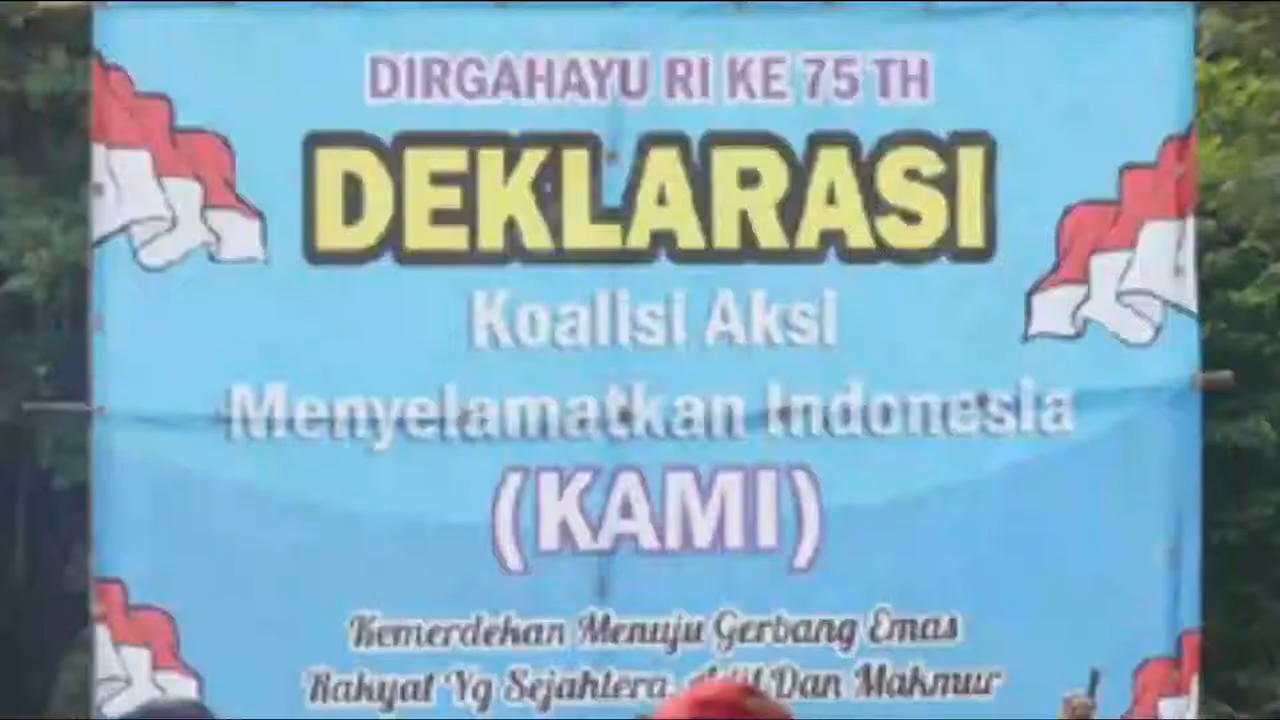 DIRGAHAYU RI KE 75 TH
DEKLARASI
Koalisi Aksi
Menyelamatkan Indonesia
(KAMI)
Kemerdekan Menuju Gerbang Emas
Rakyat Yg Sejahtera, Dan Makmur